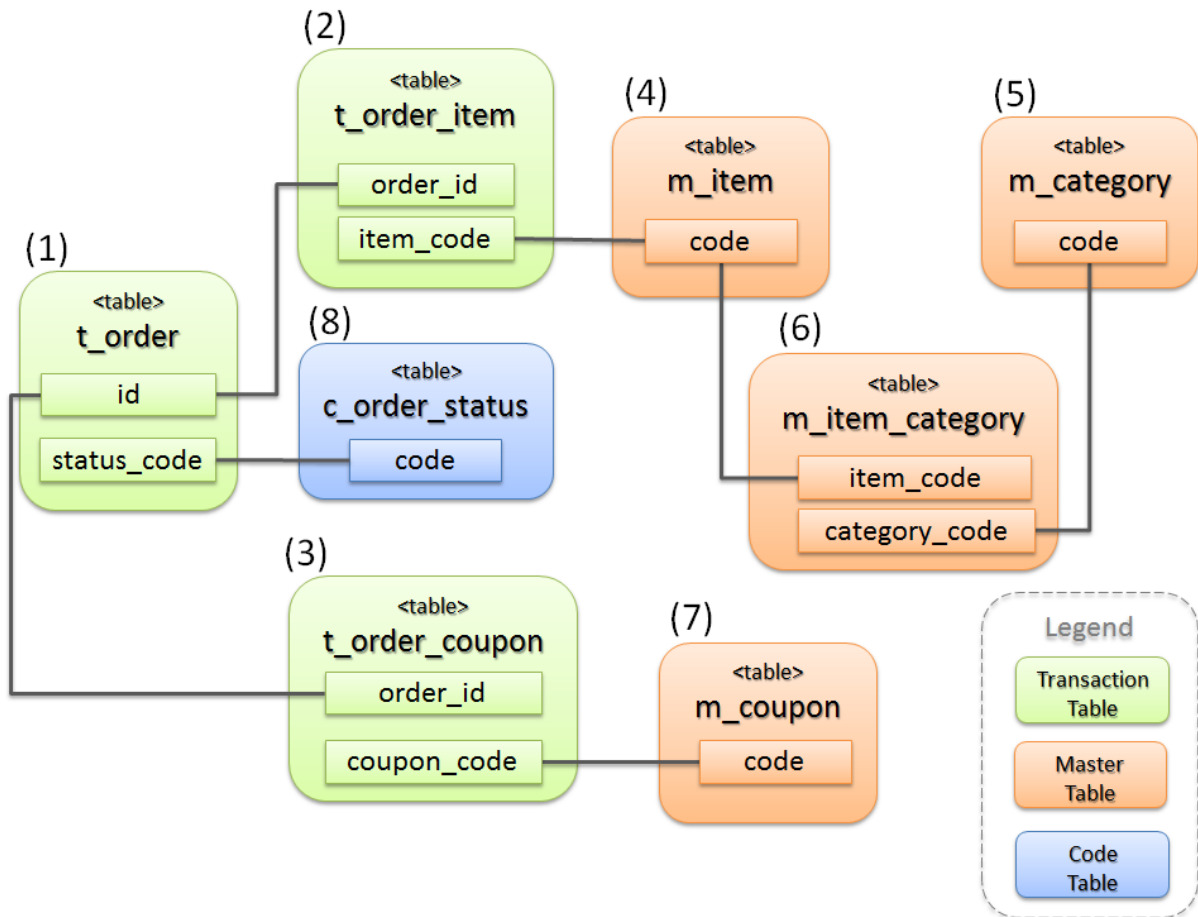 (1)
<table>
t_order
id
status_code
(2)
<table>
t_order_item
order_id
item_code
(3)
<table>
t_order_coupon
order_id
coupon_code
(4)
<table>
m_item
code
(5)
<table>
m_category
code
(6)
<table>
m_item_category
item_code
category_code
(7)
<table>
m_coupon
code
(8)
<table>
c_order_status
code
Legend
Transaction
Table
Master
Table
Code
Table